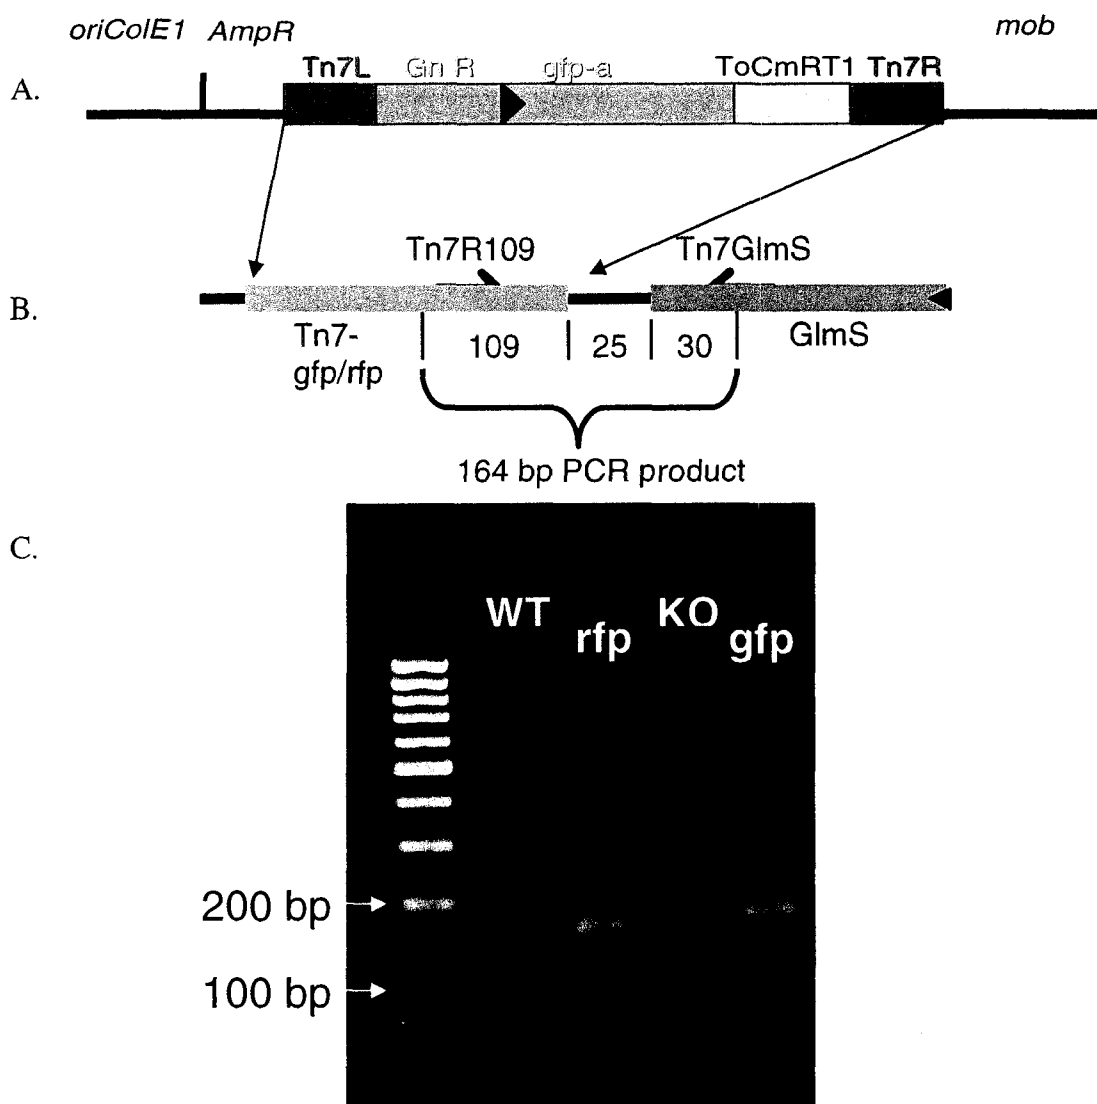 oriColE1 AmpR mob
A. Tn7L Gn R gfp-a ToCmRT1 Tn7R
Tn7R109 Tn7GlmS
B.
Tn7-
gfp/rfp 109 25 30 GlmS
164 bp PCR product
C.
WT rfp KO gfp
200 bp
100 bp